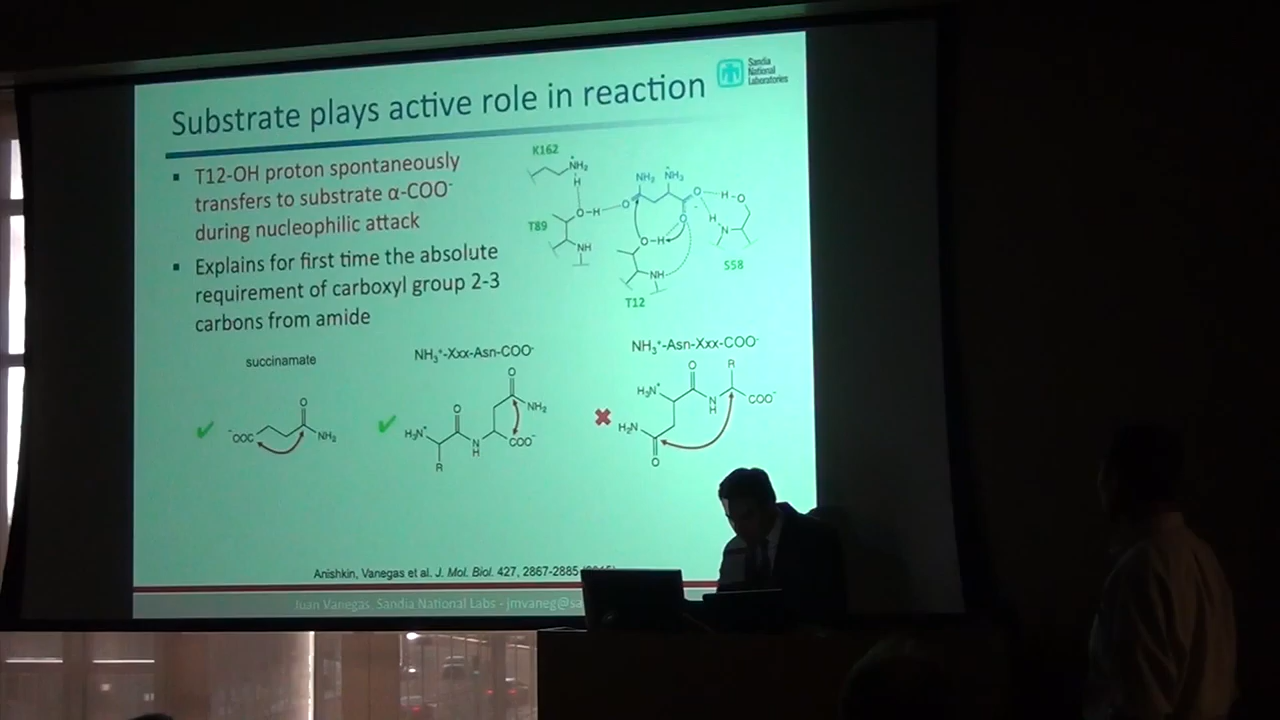 Substrate plays active role in reaction
Sandia
National
Laboratories
▪ T12-OH proton spontaneously
transfers to substrate α-COO⁻
during nucleophilic attack
▪ Explains for first time the absolute
requirement of carboxyl group 2-3
carbons from amide
K162
NH₂
H
O-H
T89
NH
NH₂ NH₃
O
O
O
H-O
H
N
S58
O-H
NH
T12
succinamate
⁻OOC
O
NH₂
NH₃⁺-Xxx-Asn-COO⁻
O
NH₂
O
H₃N⁺
N
H
COO⁻
R
NH₃⁺-Asn-Xxx-COO⁻
O
R
H₃N⁺
N
H
COO⁻
H₂N
O
Anishkin, Vanegas et al. J. Mol. Biol. 427, 2867-2885
Juan Vanegas, Sandia National Labs - jmvaneg@sa